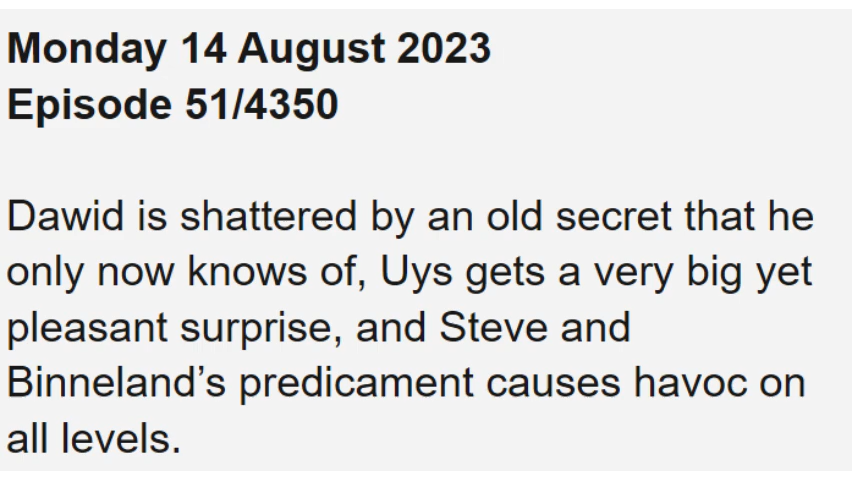 Monday 14 August 2023
Episode 51/4350
Dawid is shattered by an old secret that he
only now knows of, Uys gets a very big yet
pleasant surprise, and Steve and
Binneland’s predicament causes havoc on
all levels.